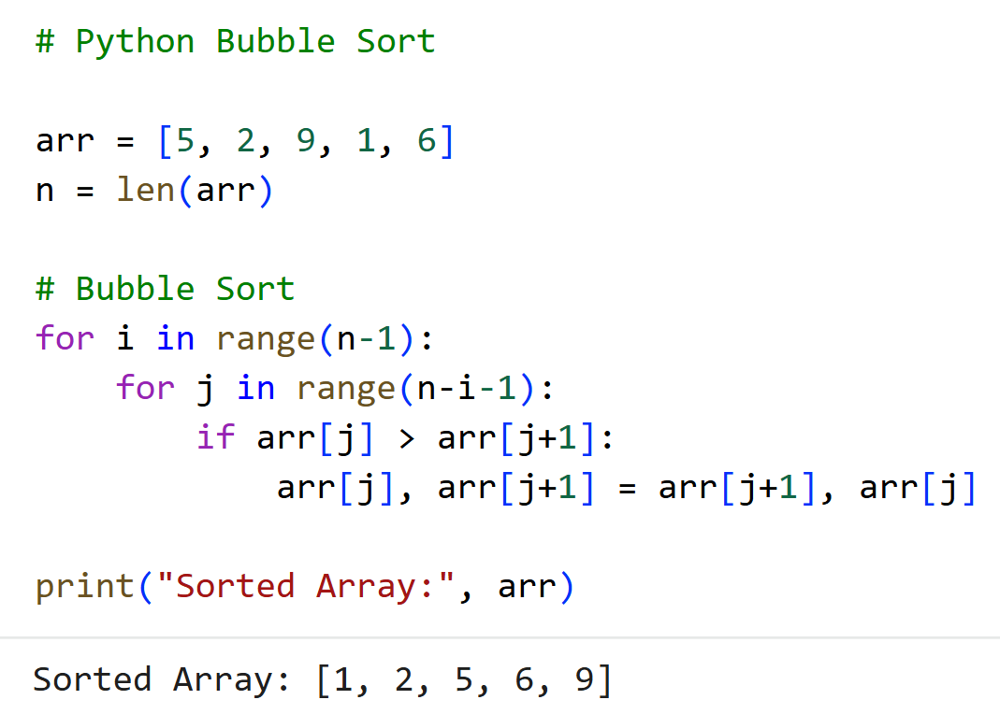 # Python Bubble Sort
arr = [5, 2, 9, 1, 6]
n = len(arr)
# Bubble Sort
for i in range(n-1):
    for j in range(n-i-1):
        if arr[j] > arr[j+1]:
            arr[j], arr[j+1] = arr[j+1], arr[j]
print("Sorted Array:", arr)
Sorted Array: [1, 2, 5, 6, 9]